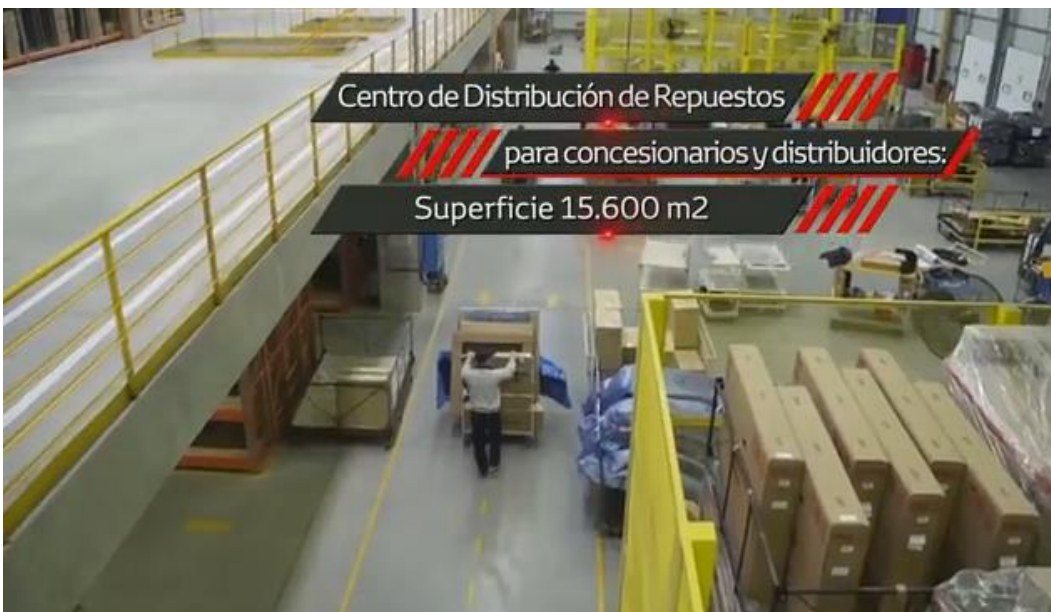 Centro de Distribución de Repuestos
para concesionarios y distribuidores:
Superficie 15.600 m2